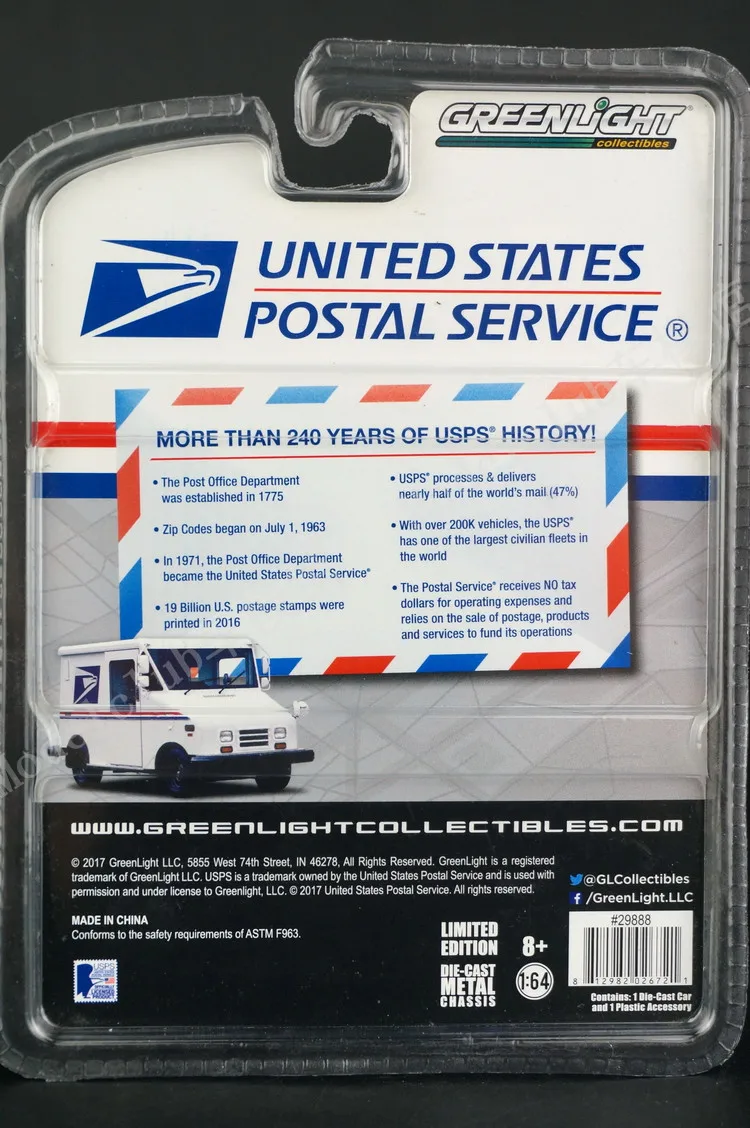 GREENLIGHT®
collectibles
UNITED STATES
POSTAL SERVICE®
MORE THAN 240 YEARS OF USPS® HISTORY!
• The Post Office Department
was established in 1775
• Zip Codes began on July 1, 1963
• In 1971, the Post Office Department
became the United States Postal Service®
• 19 Billion U.S. postage stamps were
printed in 2016
• USPS® processes & delivers
nearly half of the world's mail (47%)
• With over 200K vehicles, the USPS®
has one of the largest civilian fleets in
the world
• The Postal Service® receives NO tax
dollars for operating expenses and
relies on the sale of postage, products
and services to fund its operations
WWW.GREENLIGHTCOLLECTIBLES.COM
© 2017 GreenLight LLC, 5855 West 74th Street, IN 46278, All Rights Reserved. GreenLight is a registered
trademark of GreenLight LLC. USPS is a trademark owned by the United States Postal Service and is used with
permission and under license to Greenlight, LLC. © 2017 United States Postal Service. All rights reserved.
MADE IN CHINA
Conforms to the safety requirements of ASTM F963.
@GLCollectibles
/GreenLight.LLC
LIMITED
EDITION
8+
DIE-CAST
METAL
CHASSIS
1:64
#29888
8 12982 02672 1
Contains: 1 Die-Cast Car
and 1 Plastic Accessory